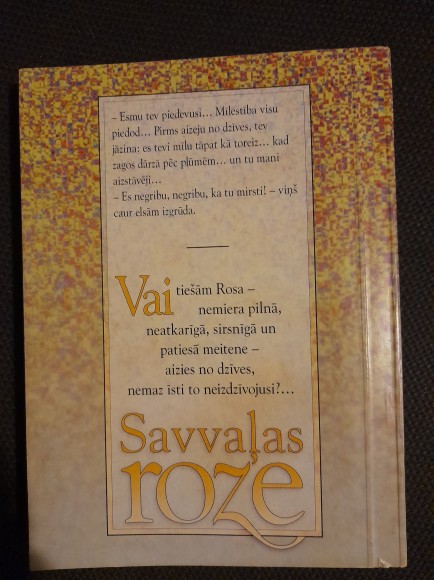 – Esmu tev piedevusi... Mīlestība visu
piedod... Pirms aizeju no dzīves, tev
jāzina: es tevi mīlu tāpat kā toreiz... kad
zagos dārzā pēc plūmēm... un tu mani
aizstāvēji...
– Es negribu, negribu, ka tu mirsti! – viņš
caur elsām izgrūda.
Vai tiešām Rosa –
nemiera pilnā,
neatkarīgā, sirsnīgā un
patiesā meitene –
aizies no dzīves,
nemaz īsti to neizdzīvojusi?...
Savvaļas
roze